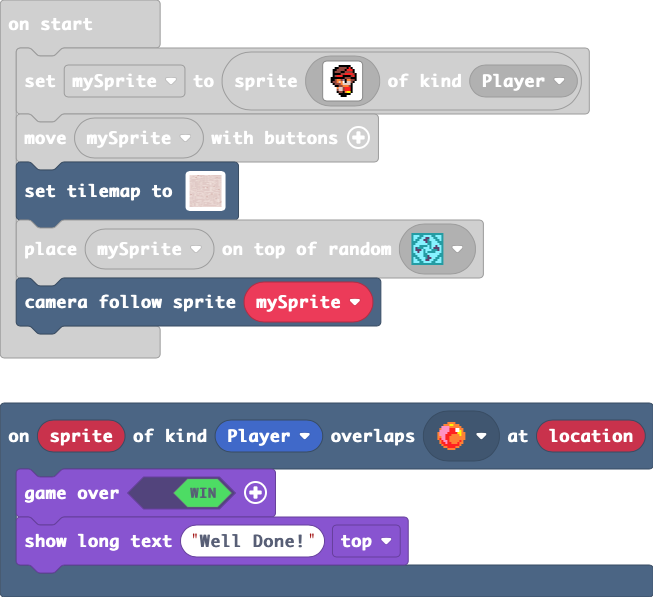 on start
set mySprite to sprite of kind Player
move mySprite with buttons
set tilemap to
place mySprite on top of random
camera follow sprite mySprite
on sprite of kind Player overlaps at location
game over WIN
show long text "Well Done!" top